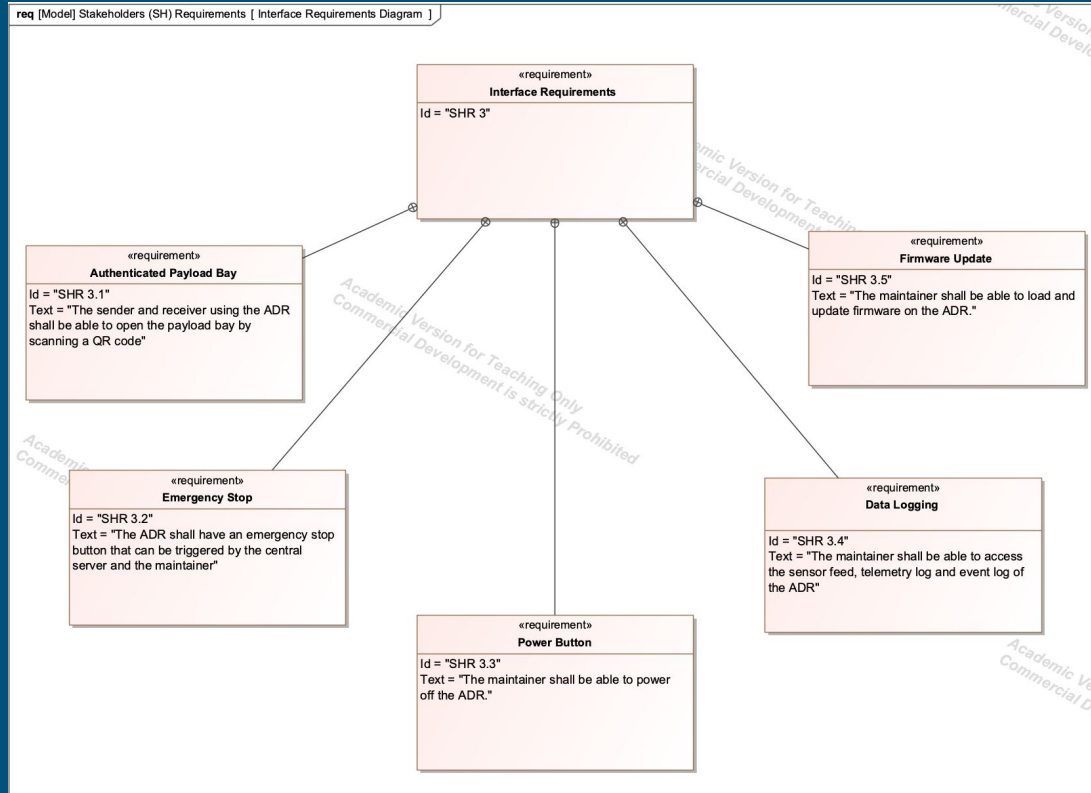 req [Model] Stakeholders (SH) Requirements [ Interface Requirements Diagram ]
«requirement»
Interface Requirements
Id = "SHR 3"
«requirement»
Authenticated Payload Bay
Id = "SHR 3.1"
Text = "The sender and receiver using the ADR
shall be able to open the payload bay by
scanning a QR code"
«requirement»
Firmware Update
Id = "SHR 3.5"
Text = "The maintainer shall be able to load and
update firmware on the ADR."
«requirement»
Emergency Stop
Id = "SHR 3.2"
Text = "The ADR shall have an emergency stop
button that can be triggered by the central
server and the maintainer"
«requirement»
Data Logging
Id = "SHR 3.4"
Text = "The maintainer shall be able to access
the sensor feed, telemetry log and event log of
the ADR"
«requirement»
Power Button
Id = "SHR 3.3"
Text = "The maintainer shall be able to power
off the ADR."
Academic Version for Teaching Only
Commercial Development is strictly Prohibited